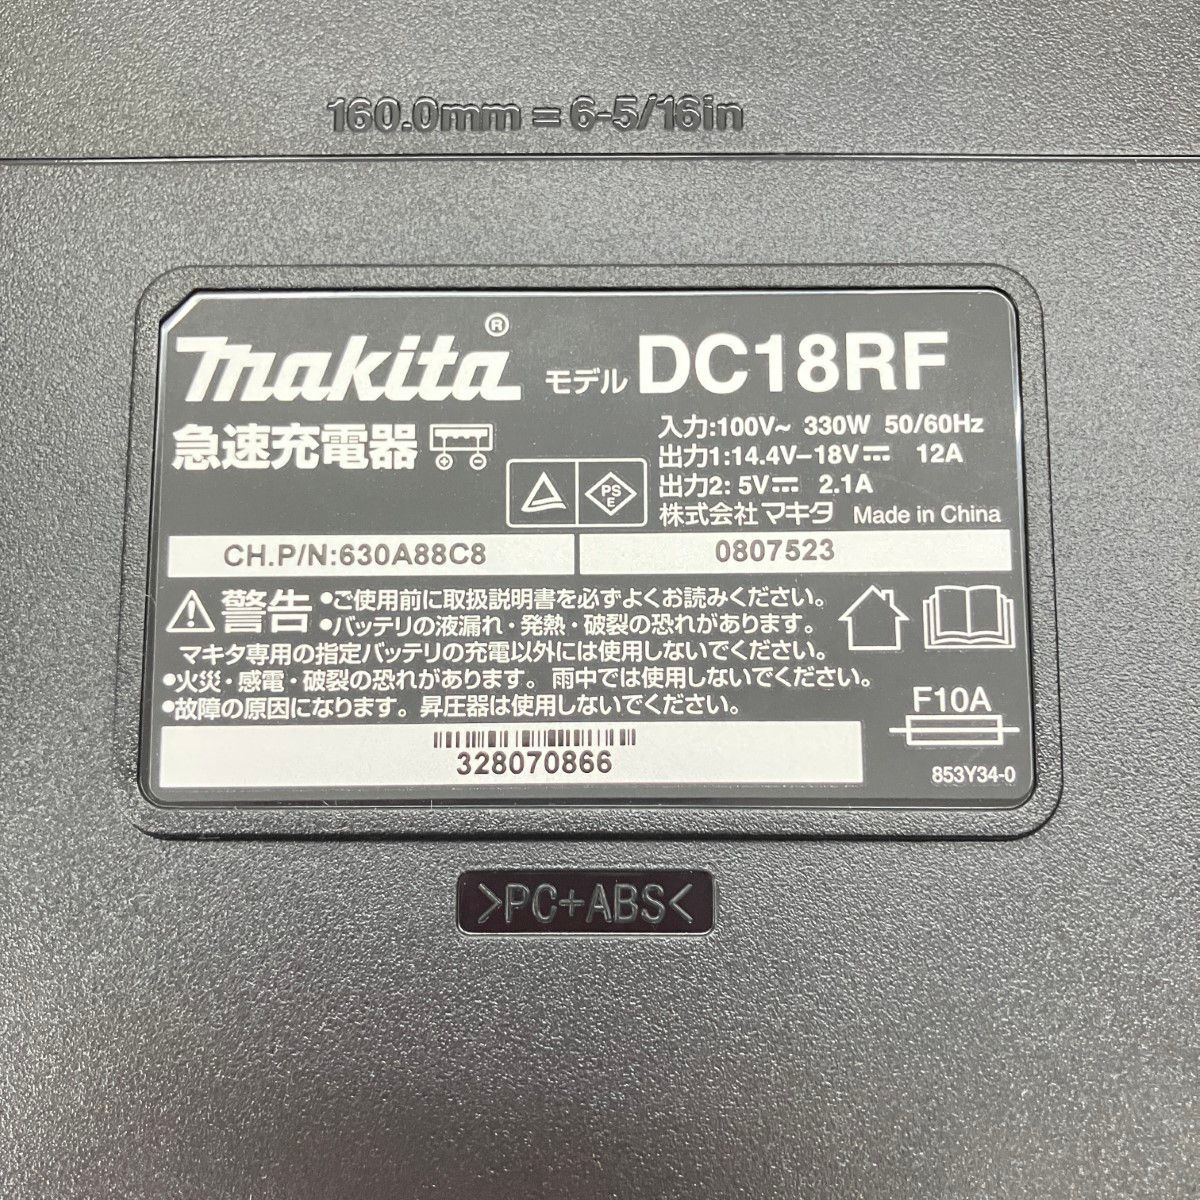 160.0mm = 6-5/16in
makita® モデル DC18RF
急速充電器
入力:100V~ 330W 50/60Hz
出力1:14.4V–18V⎓ 12A
出力2: 5V⎓ 2.1A
PS
E
株式会社マキタ Made in China
CH.P/N:630A88C8
0807523
警告
•ご使用前に取扱説明書を必ずよくお読みください。
•バッテリの液漏れ・発熱・破裂の恐れがあります。
マキタ専用の指定バッテリの充電以外には使用しないでください。
•火災・感電・破裂の恐れがあります。雨中では使用しないでください。
•故障の原因になります。昇圧器は使用しないでください。
F10A
328070866
853Y34-0
>PC+ABS<